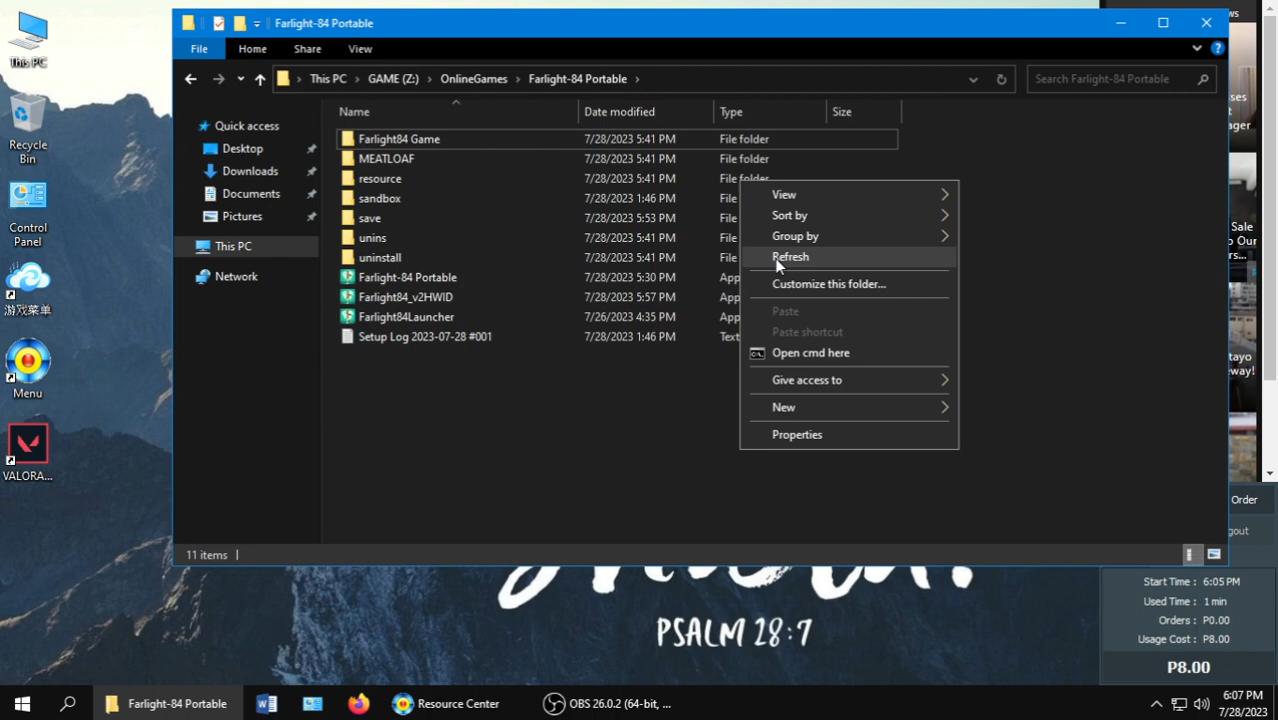 This PC
Recycle
Bin
Control
Panel
游戏菜单
Menu
VALORA...
Farlight-84 Portable
File
Home
Share
View
This PC
GAME (Z:)
OnlineGames
Farlight-84 Portable
Search Farlight-84 Portable
Quick access
Desktop
Downloads
Documents
Pictures
This PC
Network
Name
Date modified
Type
Size
Farlight84 Game 7/28/2023 5:41 PM File folder
MEATLOAF 7/28/2023 5:41 PM File folder
resource 7/28/2023 5:41 PM File folder
sandbox 7/28/2023 1:46 PM File
save 7/28/2023 5:53 PM File
unins 7/28/2023 5:41 PM File
uninstall 7/28/2023 5:41 PM File
Farlight-84 Portable 7/28/2023 5:30 PM App
Farlight84_v2HWID 7/28/2023 5:57 PM App
Farlight84Launcher 7/26/2023 4:35 PM App
Setup Log 2023-07-28 #001 7/28/2023 1:46 PM Text
View
Sort by
Group by
Refresh
Customize this folder...
Paste
Paste shortcut
Open cmd here
Give access to
New
Properties
11 items
ws
ses
ager
Sale
o Our
rs...
tayo
eway!
Order
gout
PSALM 28:7
Start Time : 6:05 PM
Used Time : 1 min
Orders : P0.00
Usage Cost : P8.00
P8.00
Farlight-84 Portable
Resource Center
OBS 26.0.2 (64-bit, ...
6:07 PM
7/28/2023